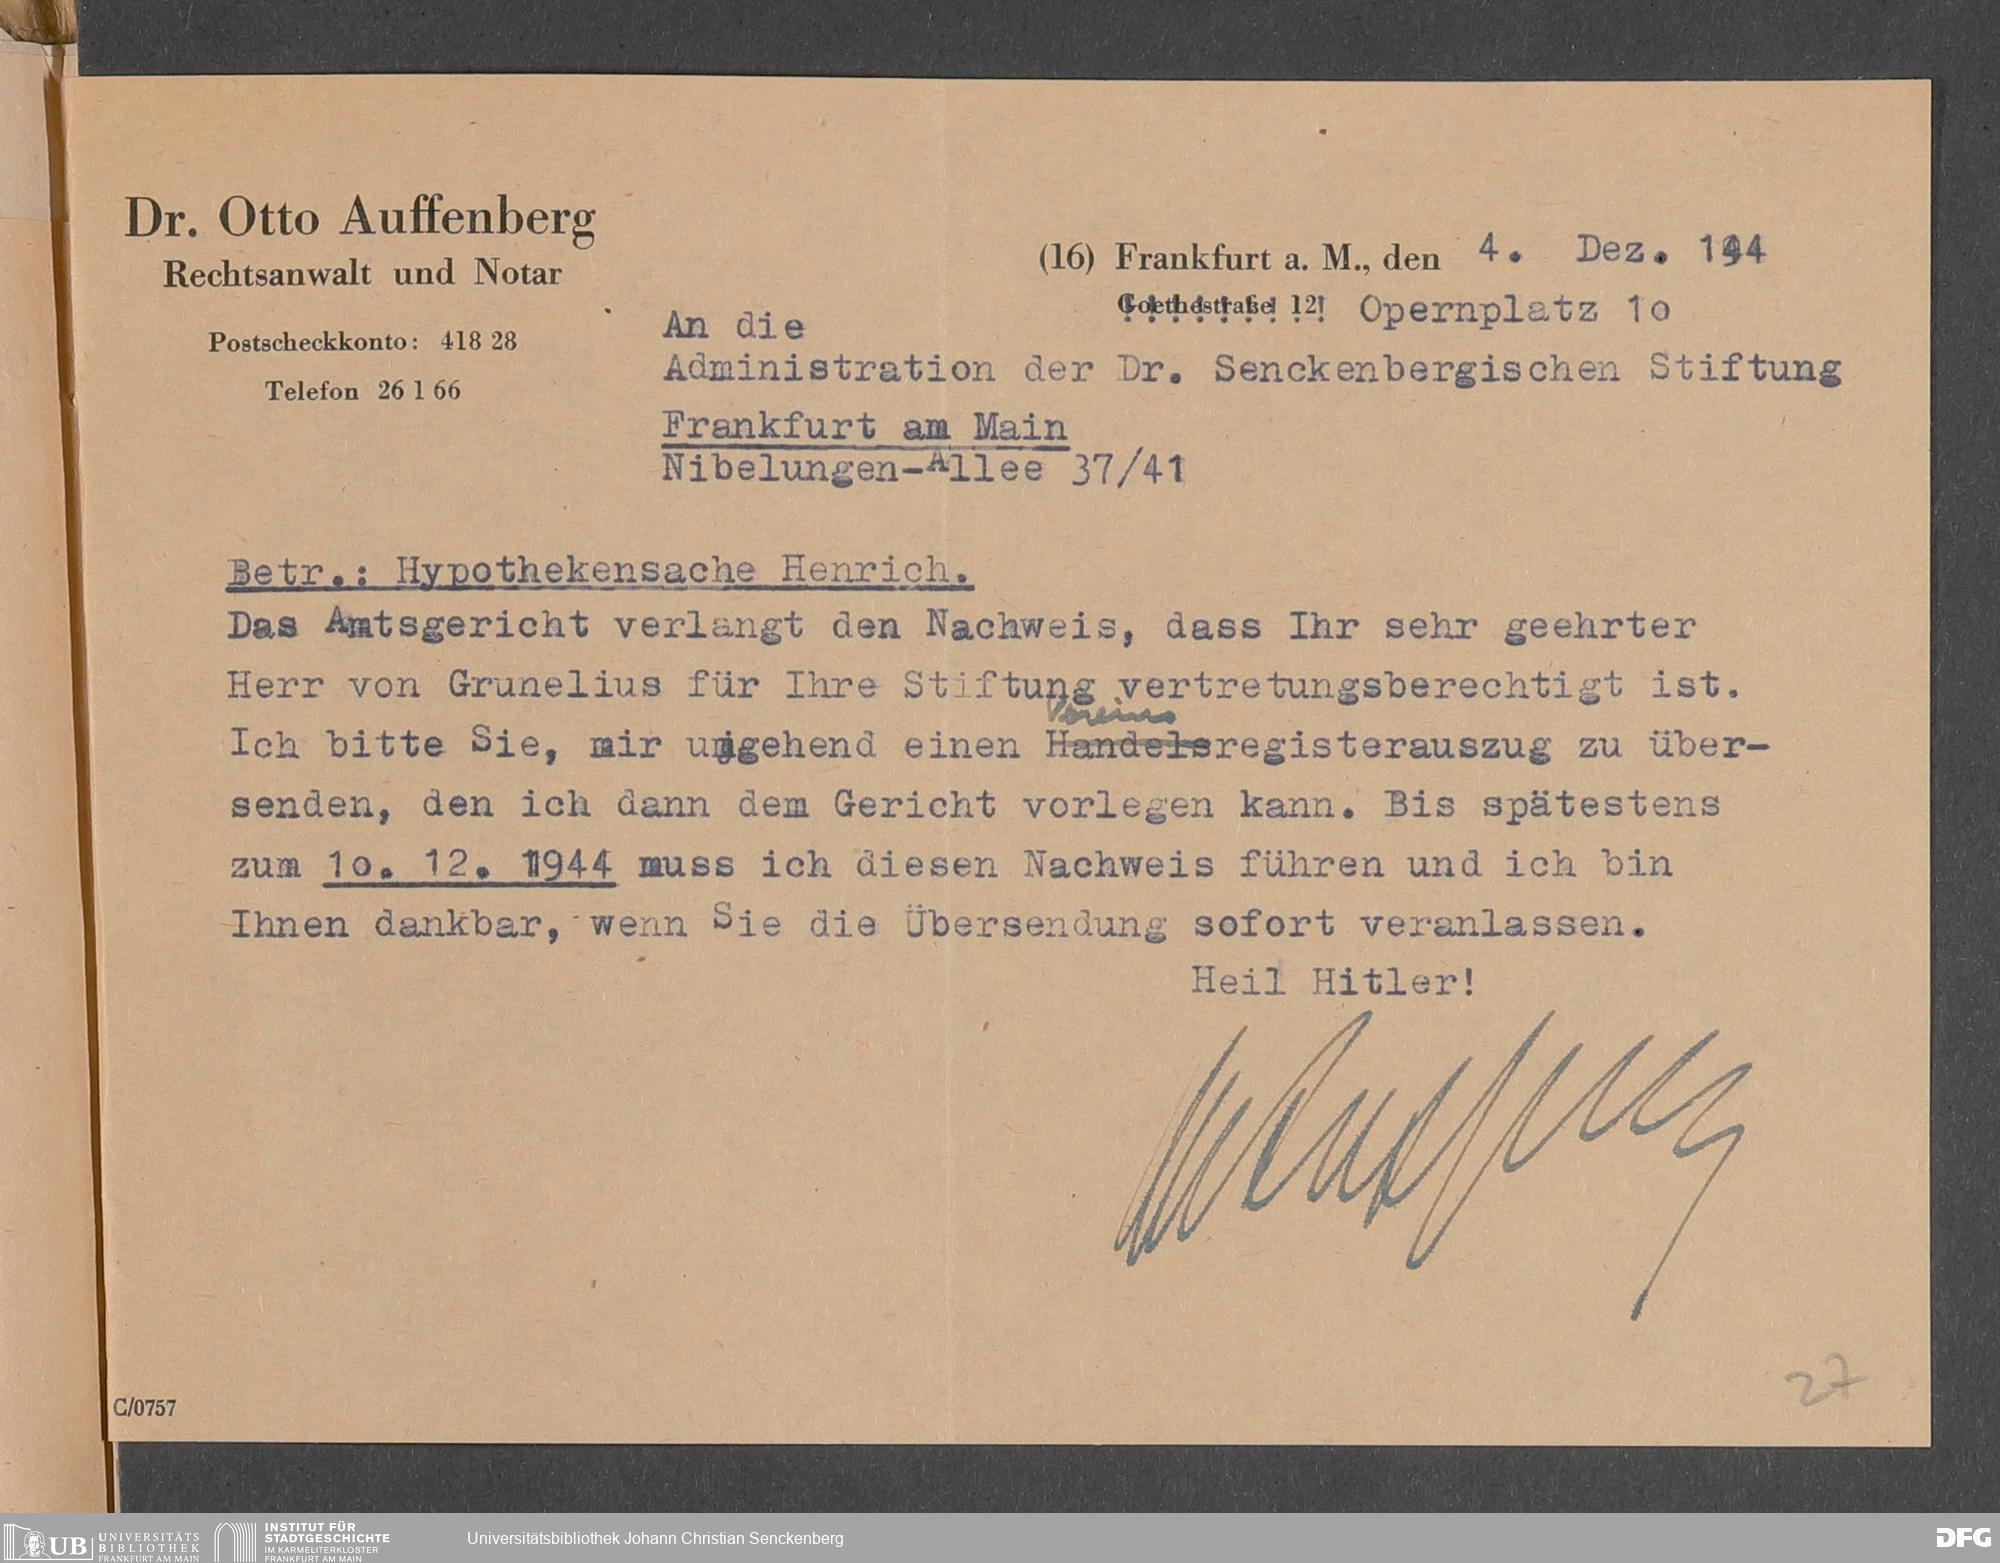 Dr. Otto Auffenberg
Rechtsanwalt und Notar
Postscheckkonto: 418 28
Telefon 26 1 66
(16) Frankfurt a. M., den 4. Dez. 194
Goethestraße 12 Opernplatz 1o
An die
Administration der Dr. Senckenbergischen Stiftung
Frankfurt am Main
Nibelungen-Allee 37/41
Betr.: Hypothekensache Henrich.
Das Amtsgericht verlangt den Nachweis, dass Ihr sehr geehrter
Herr von Grunelius für Ihre Stiftung vertretungsberechtigt ist.
Vereins
Ich bitte Sie, mir umgehend einen Handelsregisterauszug zu über-
senden, den ich dann dem Gericht vorlegen kann. Bis spätestens
zum 1o. 12. 1944 muss ich diesen Nachweis führen und ich bin
Ihnen dankbar, wenn Sie die Übersendung sofort veranlassen.
Heil Hitler!
27
C/0757
UB UNIVERSITÄTS
BIBLIOTHEK
FRANKFURT AM MAIN
INSTITUT FÜR
STADTGESCHICHTE
IM KARMELITERKLOSTER
FRANKFURT AM MAIN
Universitätsbibliothek Johann Christian Senckenberg
DFG